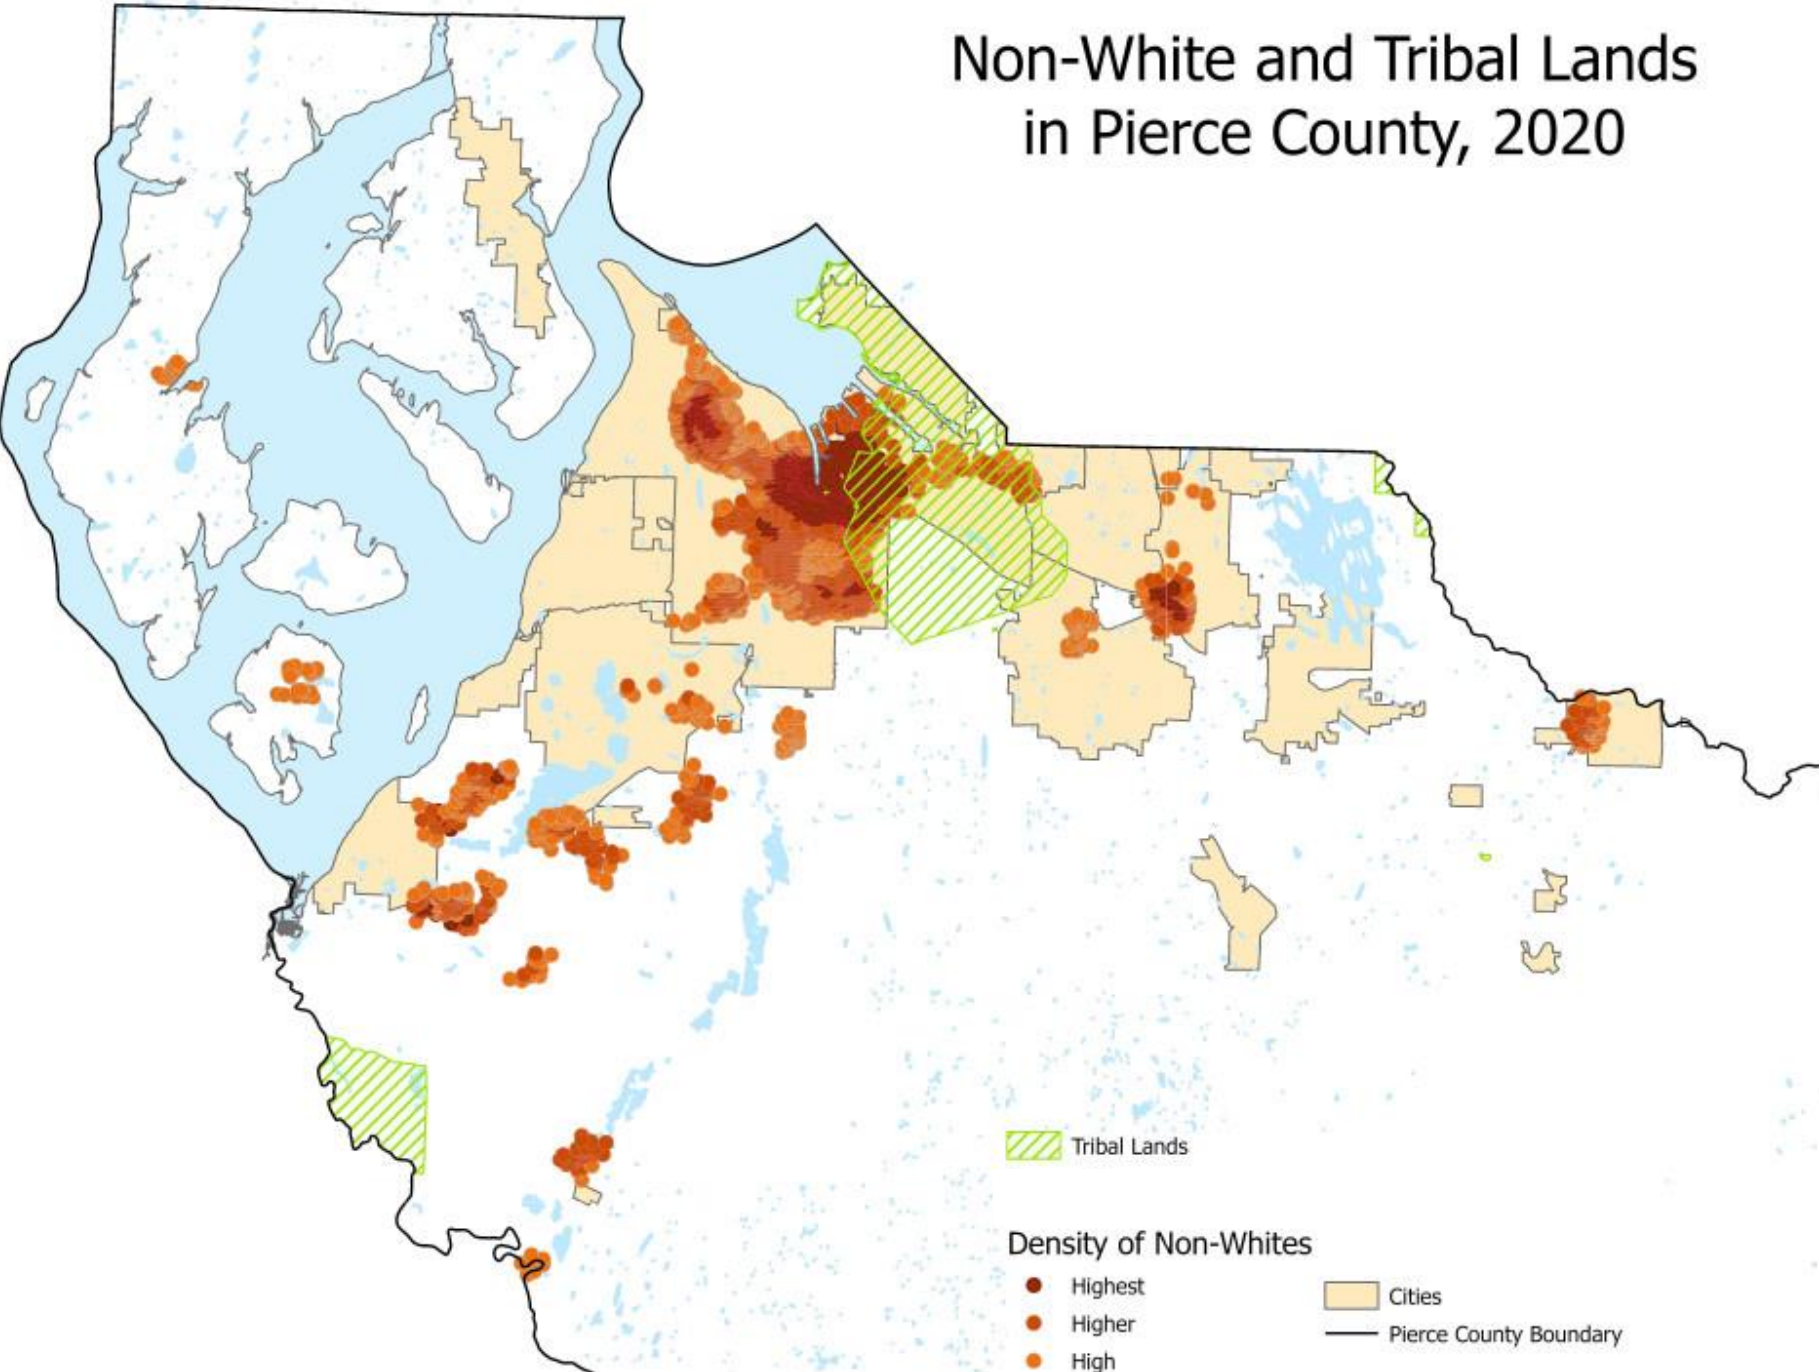 Non-White and Tribal Lands
in Pierce County, 2020
Tribal Lands
Density of Non-Whites
Highest
Higher
High
Cities
Pierce County Boundary